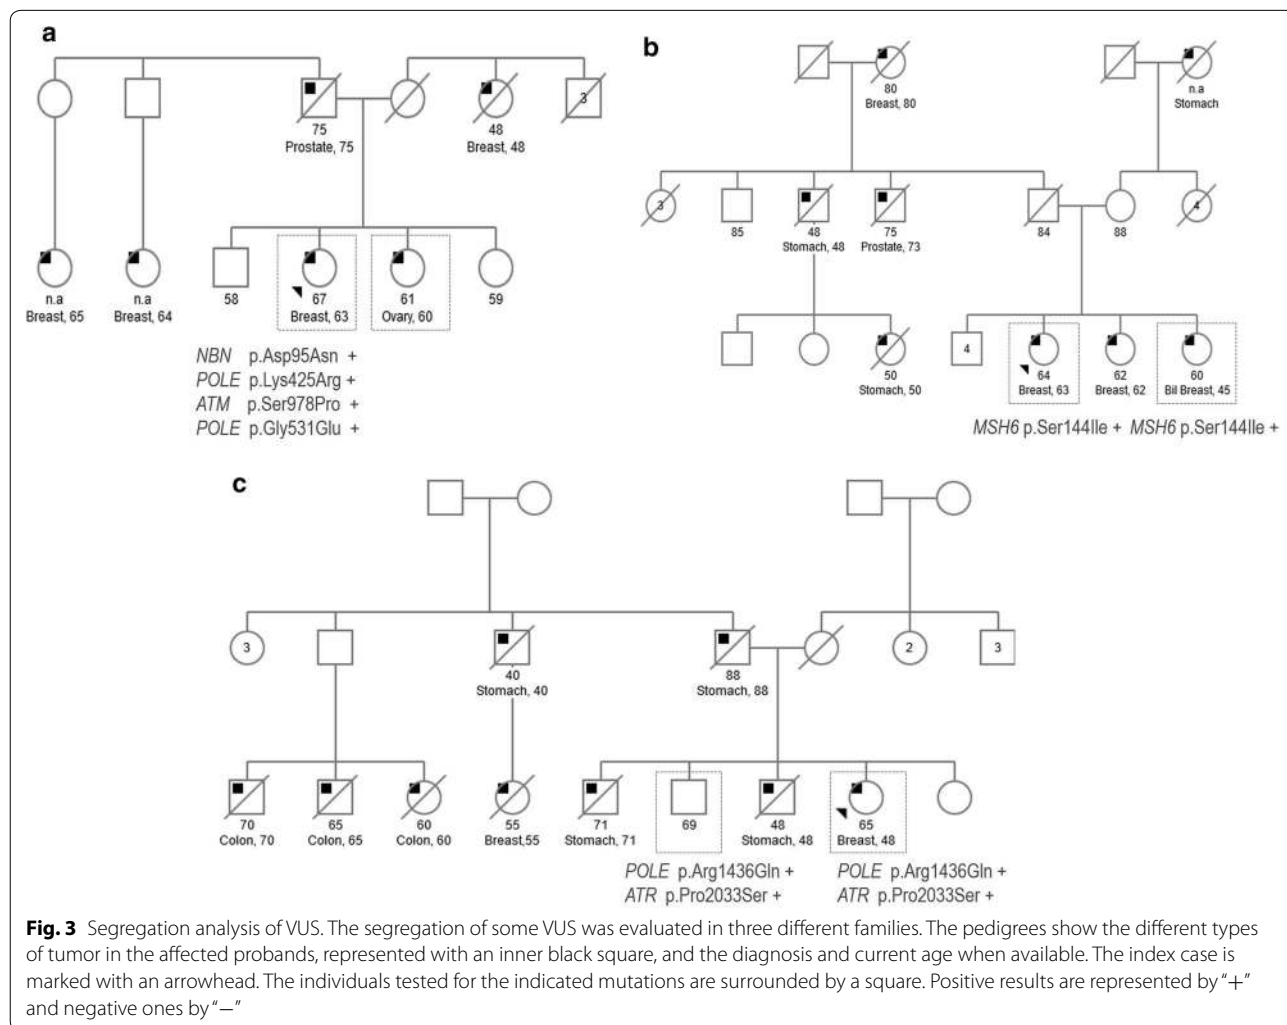 a
3
75
Prostate, 75
48
Breast, 48
n.a
Breast, 65
n.a
Breast, 64
58
67
Breast, 63
61
Ovary, 60
59
NBN p.Asp95Asn +
POLE p.Lys425Arg +
ATM p.Ser978Pro +
POLE p.Gly531Glu +
b
80
Breast, 80
n.a
Stomach
3
85
48
Stomach, 48
75
Prostate, 73
84
88
4
50
Stomach, 50
4
64
Breast, 63
62
Breast, 62
60
Bil Breast, 45
MSH6 p.Ser144Ile + MSH6 p.Ser144Ile +
c
3
40
Stomach, 40
88
Stomach, 88
2
3
70
Colon, 70
65
Colon, 65
60
Colon, 60
55
Breast,55
71
Stomach, 71
69
48
Stomach, 48
65
Breast, 48
POLE p.Arg1436Gln +
ATR p.Pro2033Ser +
POLE p.Arg1436Gln +
ATR p.Pro2033Ser +
Fig. 3 Segregation analysis of VUS. The segregation of some VUS was evaluated in three different families. The pedigrees show the different types
of tumor in the affected probands, represented with an inner black square, and the diagnosis and current age when available. The index case is
marked with an arrowhead. The individuals tested for the indicated mutations are surrounded by a square. Positive results are represented by “+”
and negative ones by “−”